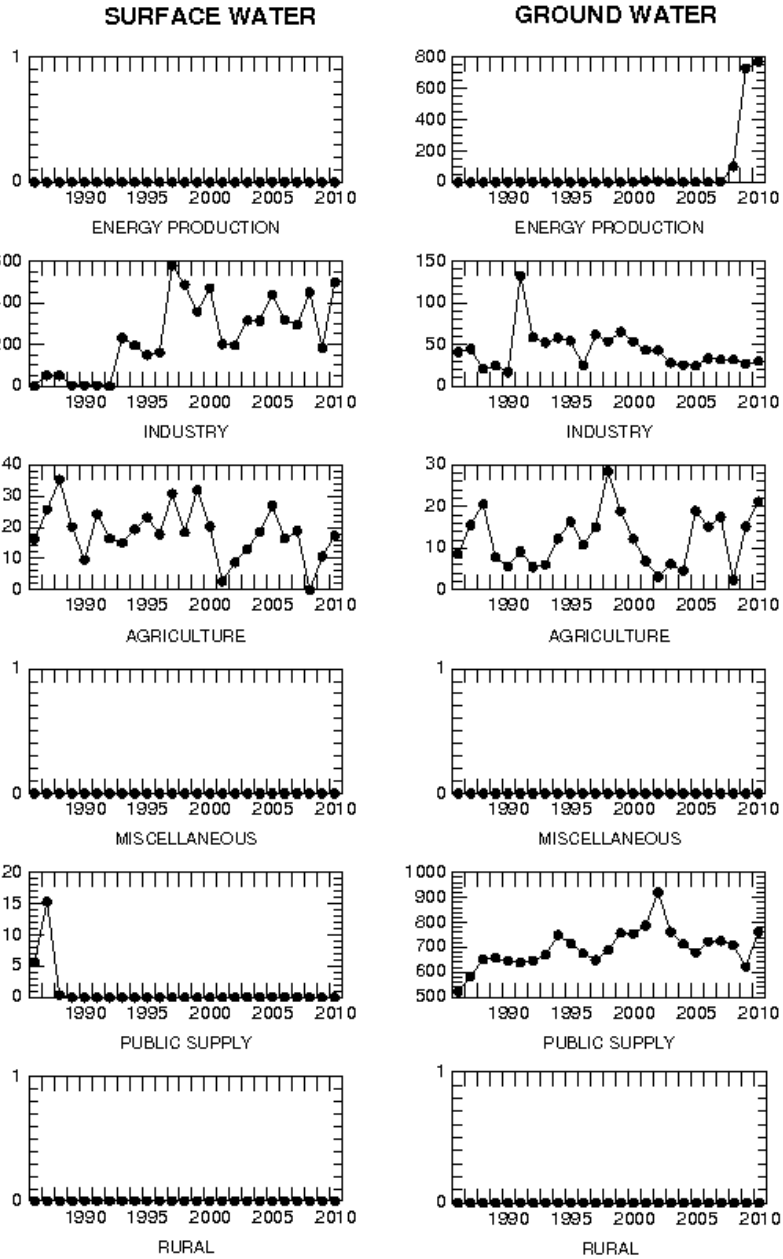 SURFACE WATER
GROUND WATER
1
0
1990 1995 2000 2005 2010
ENERGY PRODUCTION
800
600
400
200
0
1990 1995 2000 2005 2010
ENERGY PRODUCTION
600
400
200
0
1990 1995 2000 2005 2010
INDUSTRY
150
100
50
0
1990 1995 2000 2005 2010
INDUSTRY
40
30
20
10
0
1990 1995 2000 2005 2010
AGRICULTURE
30
20
10
0
1990 1995 2000 2005 2010
AGRICULTURE
1
0
1990 1995 2000 2005 2010
MISCELLANEOUS
1
0
1990 1995 2000 2005 2010
MISCELLANEOUS
20
15
10
5
0
1990 1995 2000 2005 2010
PUBLIC SUPPLY
1000
900
800
700
600
500
1990 1995 2000 2005 2010
PUBLIC SUPPLY
1
0
1990 1995 2000 2005 2010
RURAL
1
0
1990 1995 2000 2005 2010
RURAL